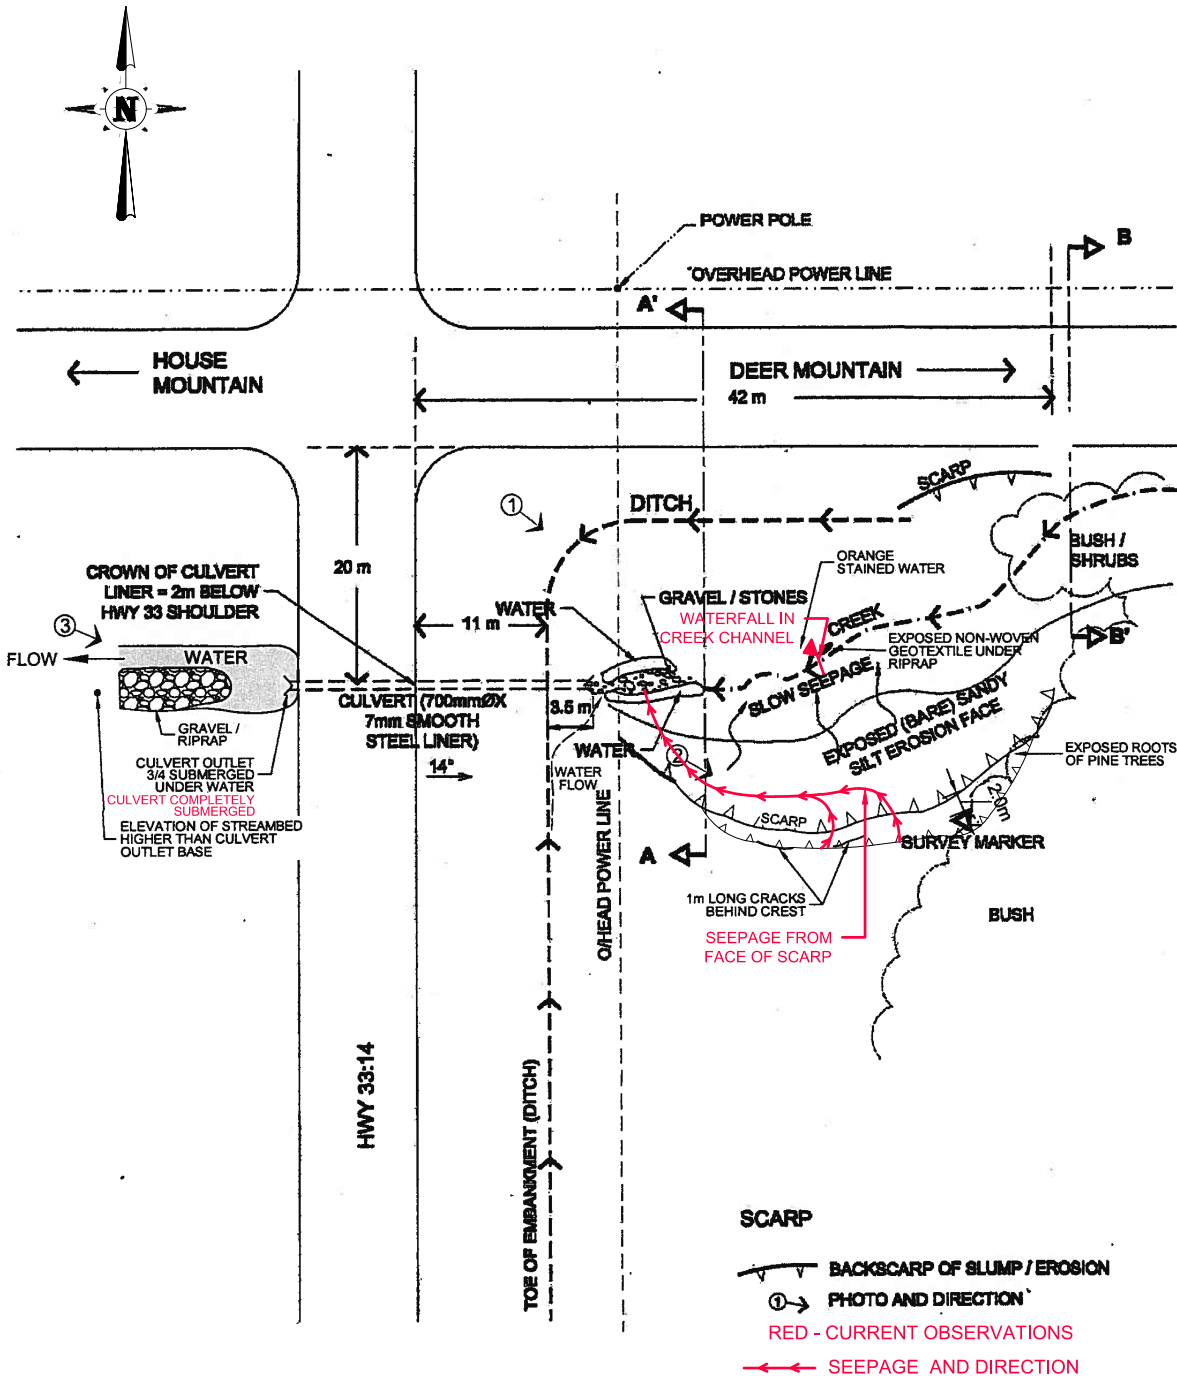 N
POWER POLE
B
OVERHEAD POWER LINE
A'
HOUSE
MOUNTAIN
DEER MOUNTAIN
42 m
SCARP
1
DITCH
20 m
ORANGE
STAINED WATER
BUSH /
SHRUBS
CROWN OF CULVERT
LINER = 2m BELOW
HWY 33 SHOULDER
WATER
GRAVEL / STONES
WATERFALL IN
CREEK CHANNEL
CREEK
11 m
EXPOSED NON-WOVEN
GEOTEXTILE UNDER
RIPRAP
B'
3
FLOW
WATER
SLOW SEEPAGE
CULVERT (700mmØX
7mm SMOOTH
STEEL LINER)
14°
3.5 m
GRAVEL /
RIPRAP
WATER
2
EXPOSED (BARE) SANDY
SILT EROSION FACE
EXPOSED ROOTS
OF PINE TREES
CULVERT OUTLET
3/4 SUBMERGED
UNDER WATER
CULVERT COMPLETELY
SUBMERGED
ELEVATION OF STREAMBED
HIGHER THAN CULVERT
OUTLET BASE
WATER
FLOW
2.0m
SCARP
SURVEY MARKER
A
O/HEAD POWER LINE
1m LONG CRACKS
BEHIND CREST
BUSH
SEEPAGE FROM
FACE OF SCARP
HWY 33:14
TOE OF EMBANKMENT (DITCH)
SCARP
BACKSCARP OF SLUMP / EROSION
1 PHOTO AND DIRECTION
RED - CURRENT OBSERVATIONS
SEEPAGE AND DIRECTION